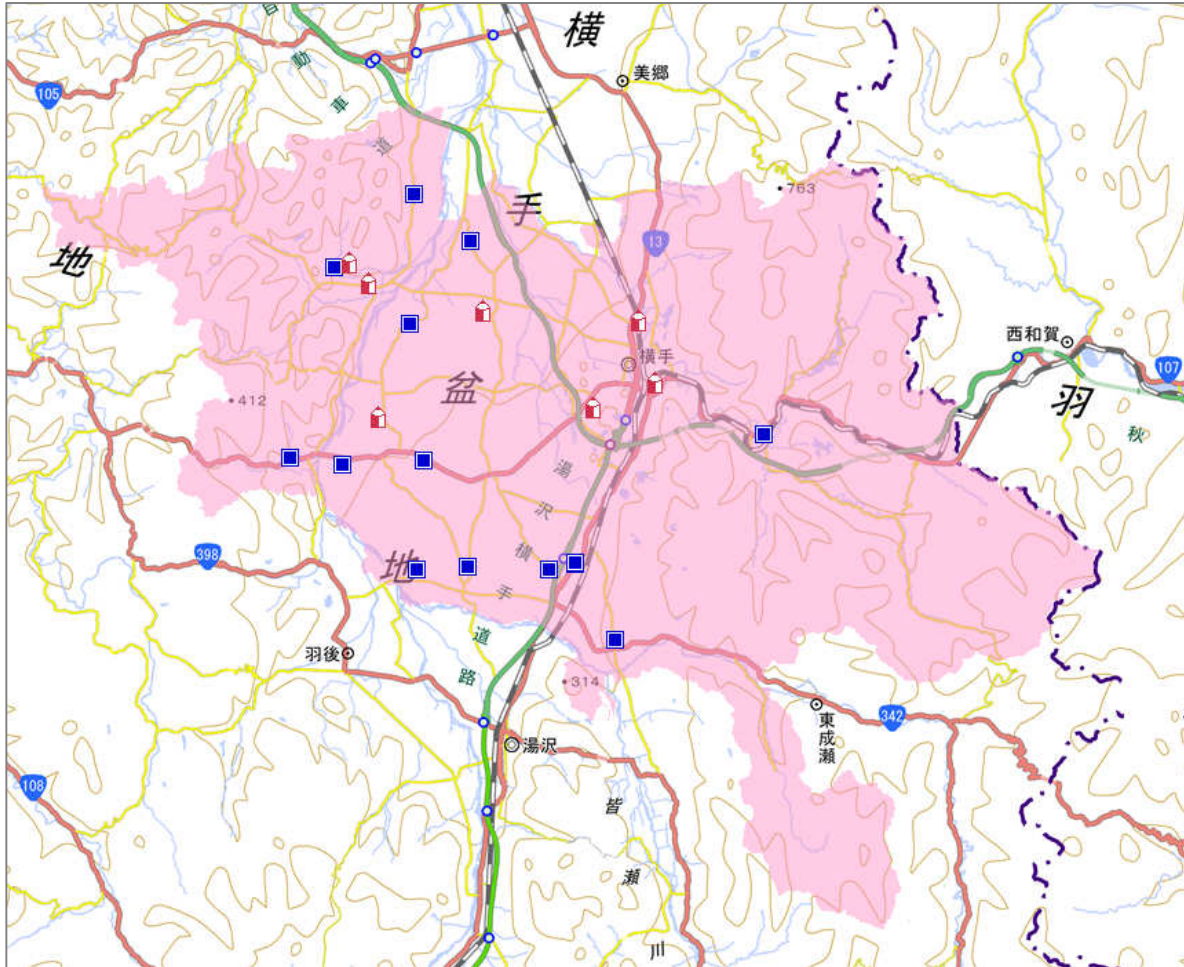 横
自
動
車
道
105
美郷
763
手
地
13
西和賀
107
横手
盆
羽
412
秋
湯
沢
横
手
道
路
398
地
羽後
314
東成瀬
342
湯沢
108
皆
瀬
川